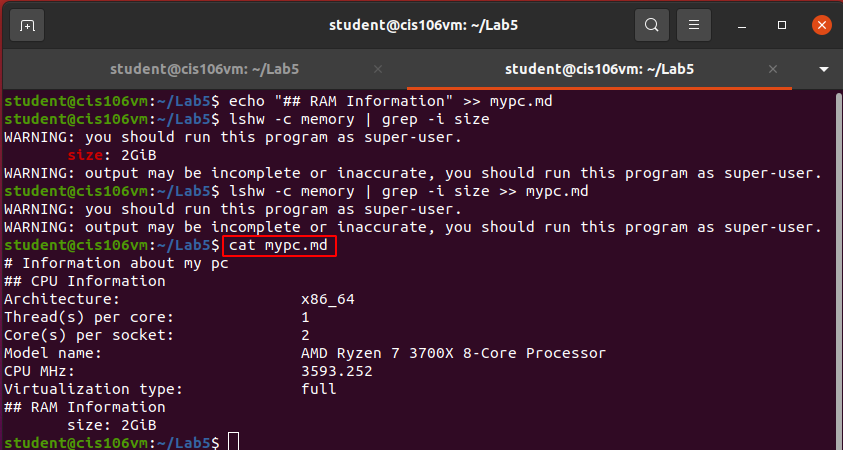 student@cis106vm: ~/Lab5
student@cis106vm: ~/Lab5
student@cis106vm: ~/Lab5
student@cis106vm:~/Lab5$ echo "## RAM Information" >> mypc.md
student@cis106vm:~/Lab5$ lshw -c memory | grep -i size
WARNING: you should run this program as super-user.
       size: 2GiB
WARNING: output may be incomplete or inaccurate, you should run this program as super-user.
student@cis106vm:~/Lab5$ lshw -c memory | grep -i size >> mypc.md
WARNING: you should run this program as super-user.
WARNING: output may be incomplete or inaccurate, you should run this program as super-user.
student@cis106vm:~/Lab5$ cat mypc.md
# Information about my pc
## CPU Information
Architecture:                    x86_64
Thread(s) per core:              1
Core(s) per socket:              2
Model name:                      AMD Ryzen 7 3700X 8-Core Processor
CPU MHz:                         3593.252
Virtualization type:             full
## RAM Information
       size: 2GiB
student@cis106vm:~/Lab5$